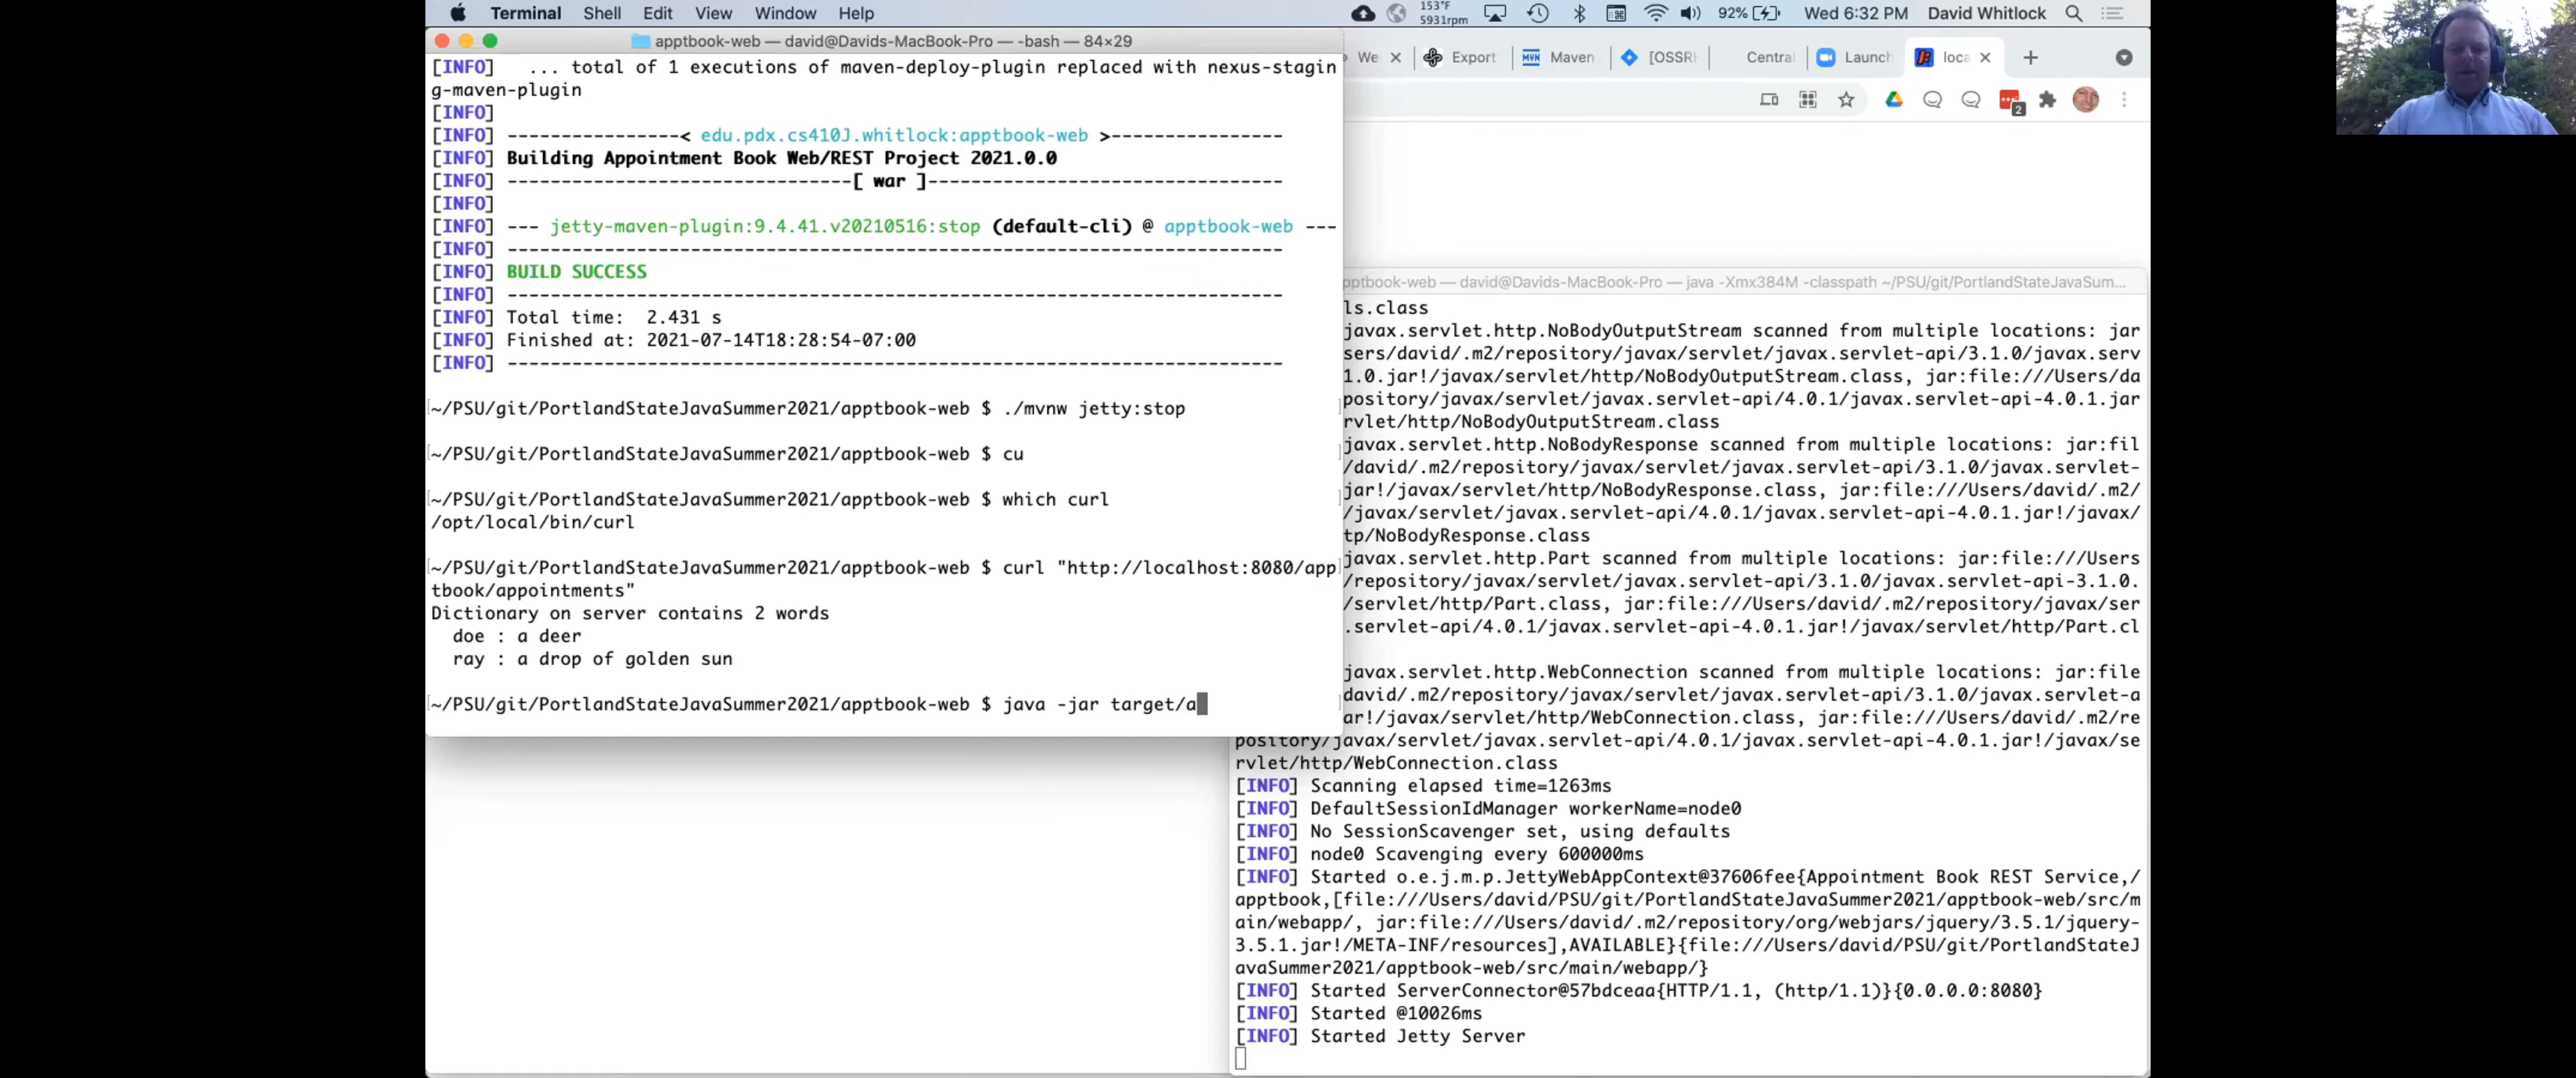 Terminal Shell Edit View Window Help
153°F
5931rpm
92% Wed 6:32 PM David Whitlock
apptbook-web — david@Davids-MacBook-Pro — -bash — 84×29
We Export Maven [OSSRH Central Launch loca
2
[INFO]   ... total of 1 executions of maven-deploy-plugin replaced with nexus-stagin
g-maven-plugin
[INFO]
[INFO] ----------------< edu.pdx.cs410J.whitlock:apptbook-web >----------------
[INFO] Building Appointment Book Web/REST Project 2021.0.0
[INFO] --------------------------------[ war ]---------------------------------
[INFO]
[INFO] --- jetty-maven-plugin:9.4.41.v20210516:stop (default-cli) @ apptbook-web ---
[INFO] ------------------------------------------------------------------------
[INFO] BUILD SUCCESS
[INFO] ------------------------------------------------------------------------
[INFO] Total time:  2.431 s
[INFO] Finished at: 2021-07-14T18:28:54-07:00
[INFO] ------------------------------------------------------------------------
~/PSU/git/PortlandStateJavaSummer2021/apptbook-web $ ./mvnw jetty:stop
~/PSU/git/PortlandStateJavaSummer2021/apptbook-web $ cu
~/PSU/git/PortlandStateJavaSummer2021/apptbook-web $ which curl
/opt/local/bin/curl
~/PSU/git/PortlandStateJavaSummer2021/apptbook-web $ curl "http://localhost:8080/app
tbook/appointments"
Dictionary on server contains 2 words
  doe : a deer
  ray : a drop of golden sun
~/PSU/git/PortlandStateJavaSummer2021/apptbook-web $ java -jar target/a
pptbook-web — david@Davids-MacBook-Pro — java -Xmx384M -classpath ~/PSU/git/PortlandStateJavaSum...
ls.class
javax.servlet.http.NoBodyOutputStream scanned from multiple locations: jar
sers/david/.m2/repository/javax/servlet/javax.servlet-api/3.1.0/javax.serv
1.0.jar!/javax/servlet/http/NoBodyOutputStream.class, jar:file:///Users/da
pository/javax/servlet/javax.servlet-api/4.0.1/javax.servlet-api-4.0.1.jar
rvlet/http/NoBodyOutputStream.class
javax.servlet.http.NoBodyResponse scanned from multiple locations: jar:fil
/david/.m2/repository/javax/servlet/javax.servlet-api/3.1.0/javax.servlet-
jar!/javax/servlet/http/NoBodyResponse.class, jar:file:///Users/david/.m2/
/javax/servlet/javax.servlet-api/4.0.1/javax.servlet-api-4.0.1.jar!/javax/
tp/NoBodyResponse.class
javax.servlet.http.Part scanned from multiple locations: jar:file:///Users
/repository/javax/servlet/javax.servlet-api/3.1.0/javax.servlet-api-3.1.0.
/servlet/http/Part.class, jar:file:///Users/david/.m2/repository/javax/ser
.servlet-api/4.0.1/javax.servlet-api-4.0.1.jar!/javax/servlet/http/Part.cl
javax.servlet.http.WebConnection scanned from multiple locations: jar:file
david/.m2/repository/javax/servlet/javax.servlet-api/3.1.0/javax.servlet-a
ar!/javax/servlet/http/WebConnection.class, jar:file:///Users/david/.m2/re
pository/javax/servlet/javax.servlet-api/4.0.1/javax.servlet-api-4.0.1.jar!/javax/se
rvlet/http/WebConnection.class
[INFO] Scanning elapsed time=1263ms
[INFO] DefaultSessionIdManager workerName=node0
[INFO] No SessionScavenger set, using defaults
[INFO] node0 Scavenging every 600000ms
[INFO] Started o.e.j.m.p.JettyWebAppContext@37606fee{Appointment Book REST Service,/
apptbook,[file:///Users/david/PSU/git/PortlandStateJavaSummer2021/apptbook-web/src/m
ain/webapp/, jar:file:///Users/david/.m2/repository/org/webjars/jquery/3.5.1/jquery-
3.5.1.jar!/META-INF/resources],AVAILABLE}{file:///Users/david/PSU/git/PortlandStateJ
avaSummer2021/apptbook-web/src/main/webapp/}
[INFO] Started ServerConnector@57bdceaa{HTTP/1.1, (http/1.1)}{0.0.0.0:8080}
[INFO] Started @10026ms
[INFO] Started Jetty Server